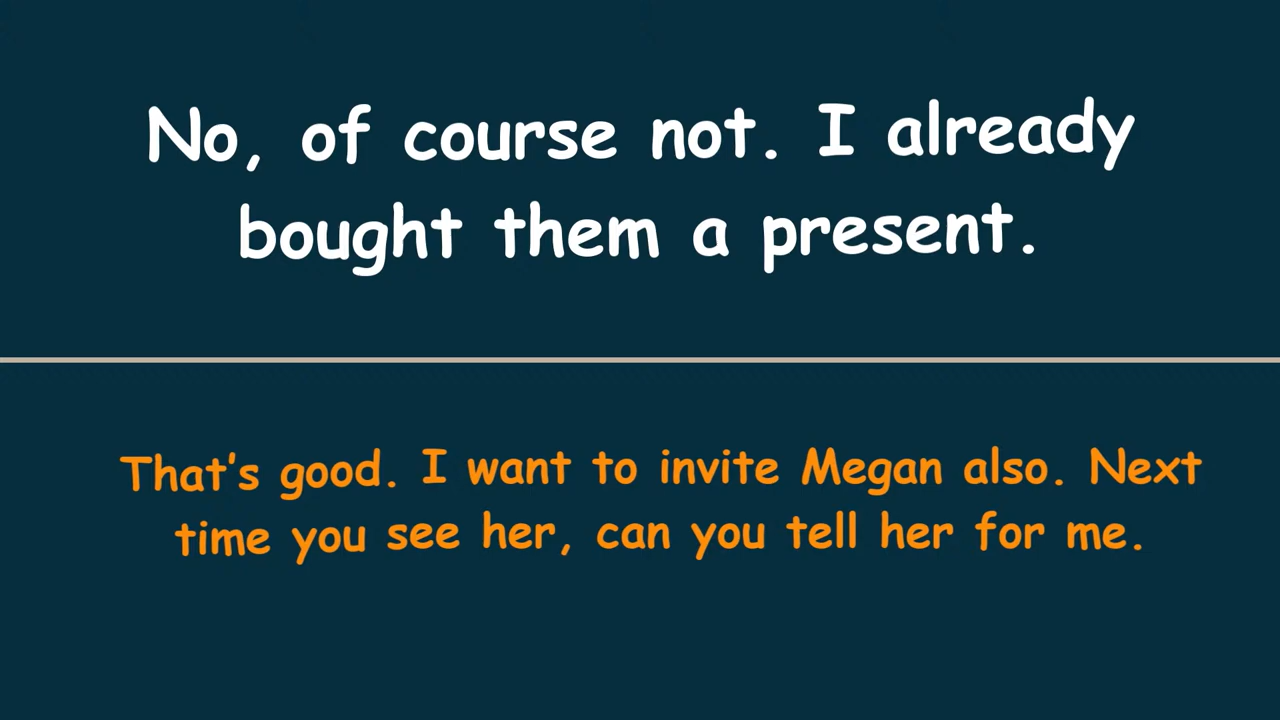 No, of course not. I already
bought them a present.
That's good. I want to invite Megan also. Next
time you see her, can you tell her for me.